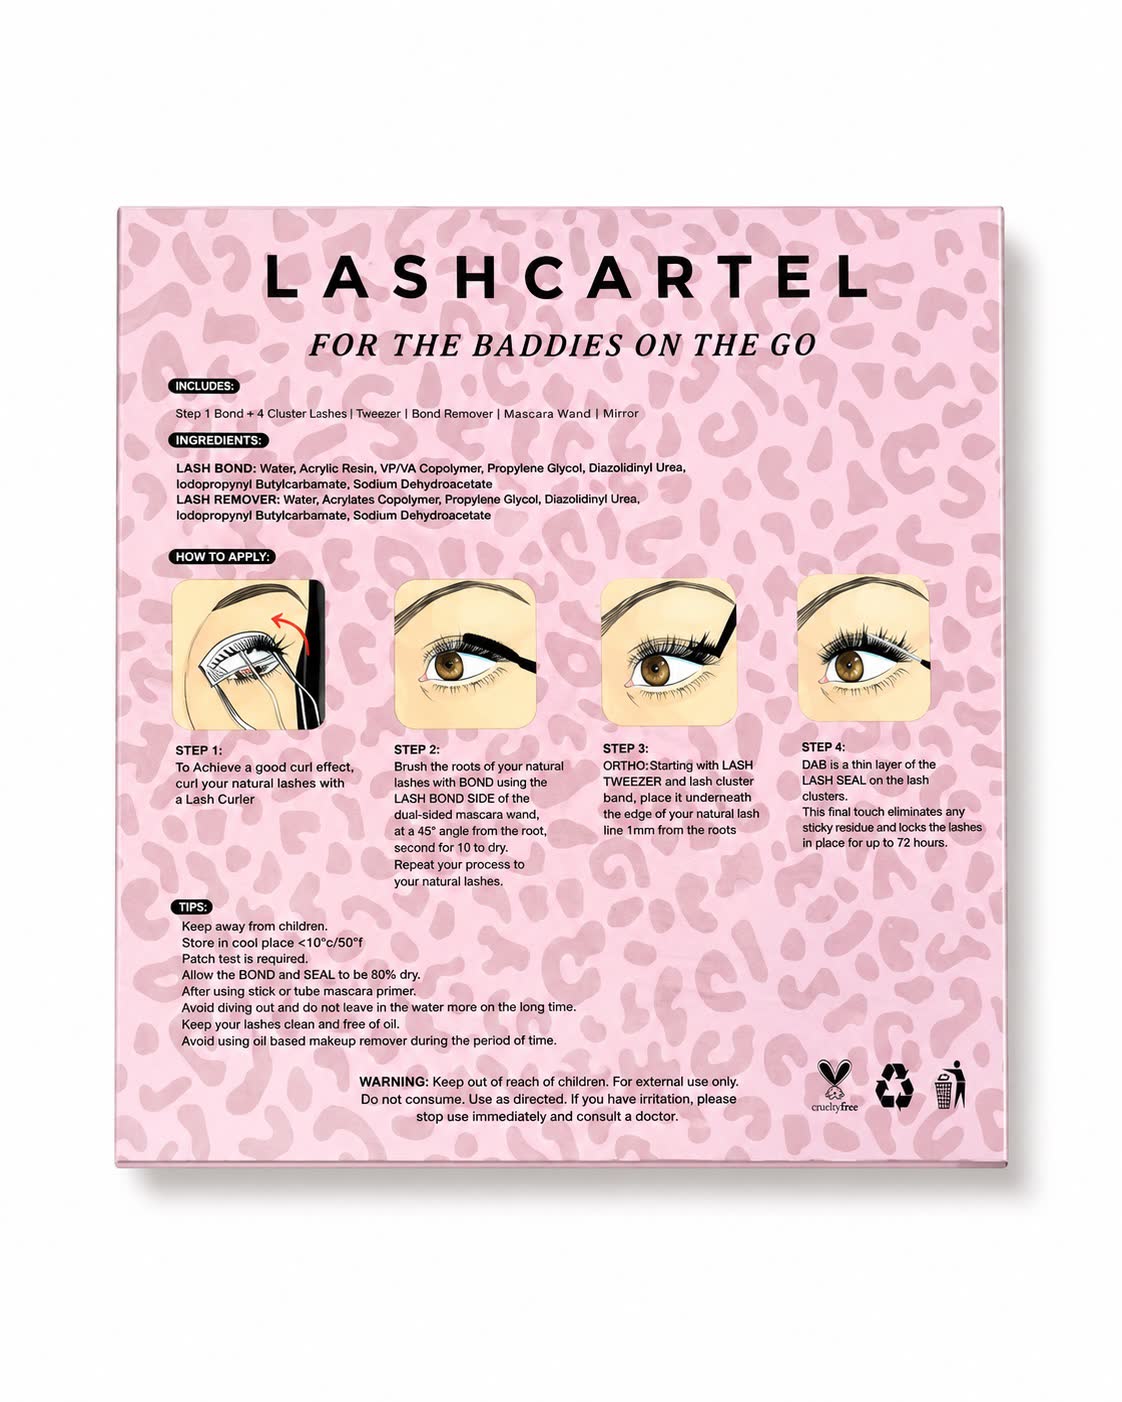 LASHCARTEL
FOR THE BADDIES ON THE GO
INCLUDES:
Step 1 Bond + 4 Cluster Lashes | Tweezer | Bond Remover | Mascara Wand | Mirror
INGREDIENTS:
LASH BOND: Water, Acrylic Resin, VP/VA Copolymer, Propylene Glycol, Diazolidinyl Urea,
Iodopropynyl Butylcarbamate, Sodium Dehydroacetate
LASH REMOVER: Water, Acrylates Copolymer, Propylene Glycol, Diazolidinyl Urea,
Iodopropynyl Butylcarbamate, Sodium Dehydroacetate
HOW TO APPLY:
STEP 1:
To Achieve a good curl effect,
curl your natural lashes with
a Lash Curler
STEP 2:
Brush the roots of your natural
lashes with BOND using the
LASH BOND SIDE of the
dual-sided mascara wand,
at a 45° angle from the root,
second for 10 to dry.
Repeat your process to
your natural lashes.
STEP 3:
ORTHO:Starting with LASH
TWEEZER and lash cluster
band, place it underneath
the edge of your natural lash
line 1mm from the roots
STEP 4:
DAB is a thin layer of the
LASH SEAL on the lash
clusters.
This final touch eliminates any
sticky residue and locks the lashes
in place for up to 72 hours.
TIPS:
Keep away from children.
Store in cool place <10°c/50°f
Patch test is required.
Allow the BOND and SEAL to be 80% dry.
After using stick or tube mascara primer.
Avoid diving out and do not leave in the water more on the long time.
Keep your lashes clean and free of oil.
Avoid using oil based makeup remover during the period of time.
WARNING: Keep out of reach of children. For external use only.
Do not consume. Use as directed. If you have irritation, please
stop use immediately and consult a doctor.
crueltyfree